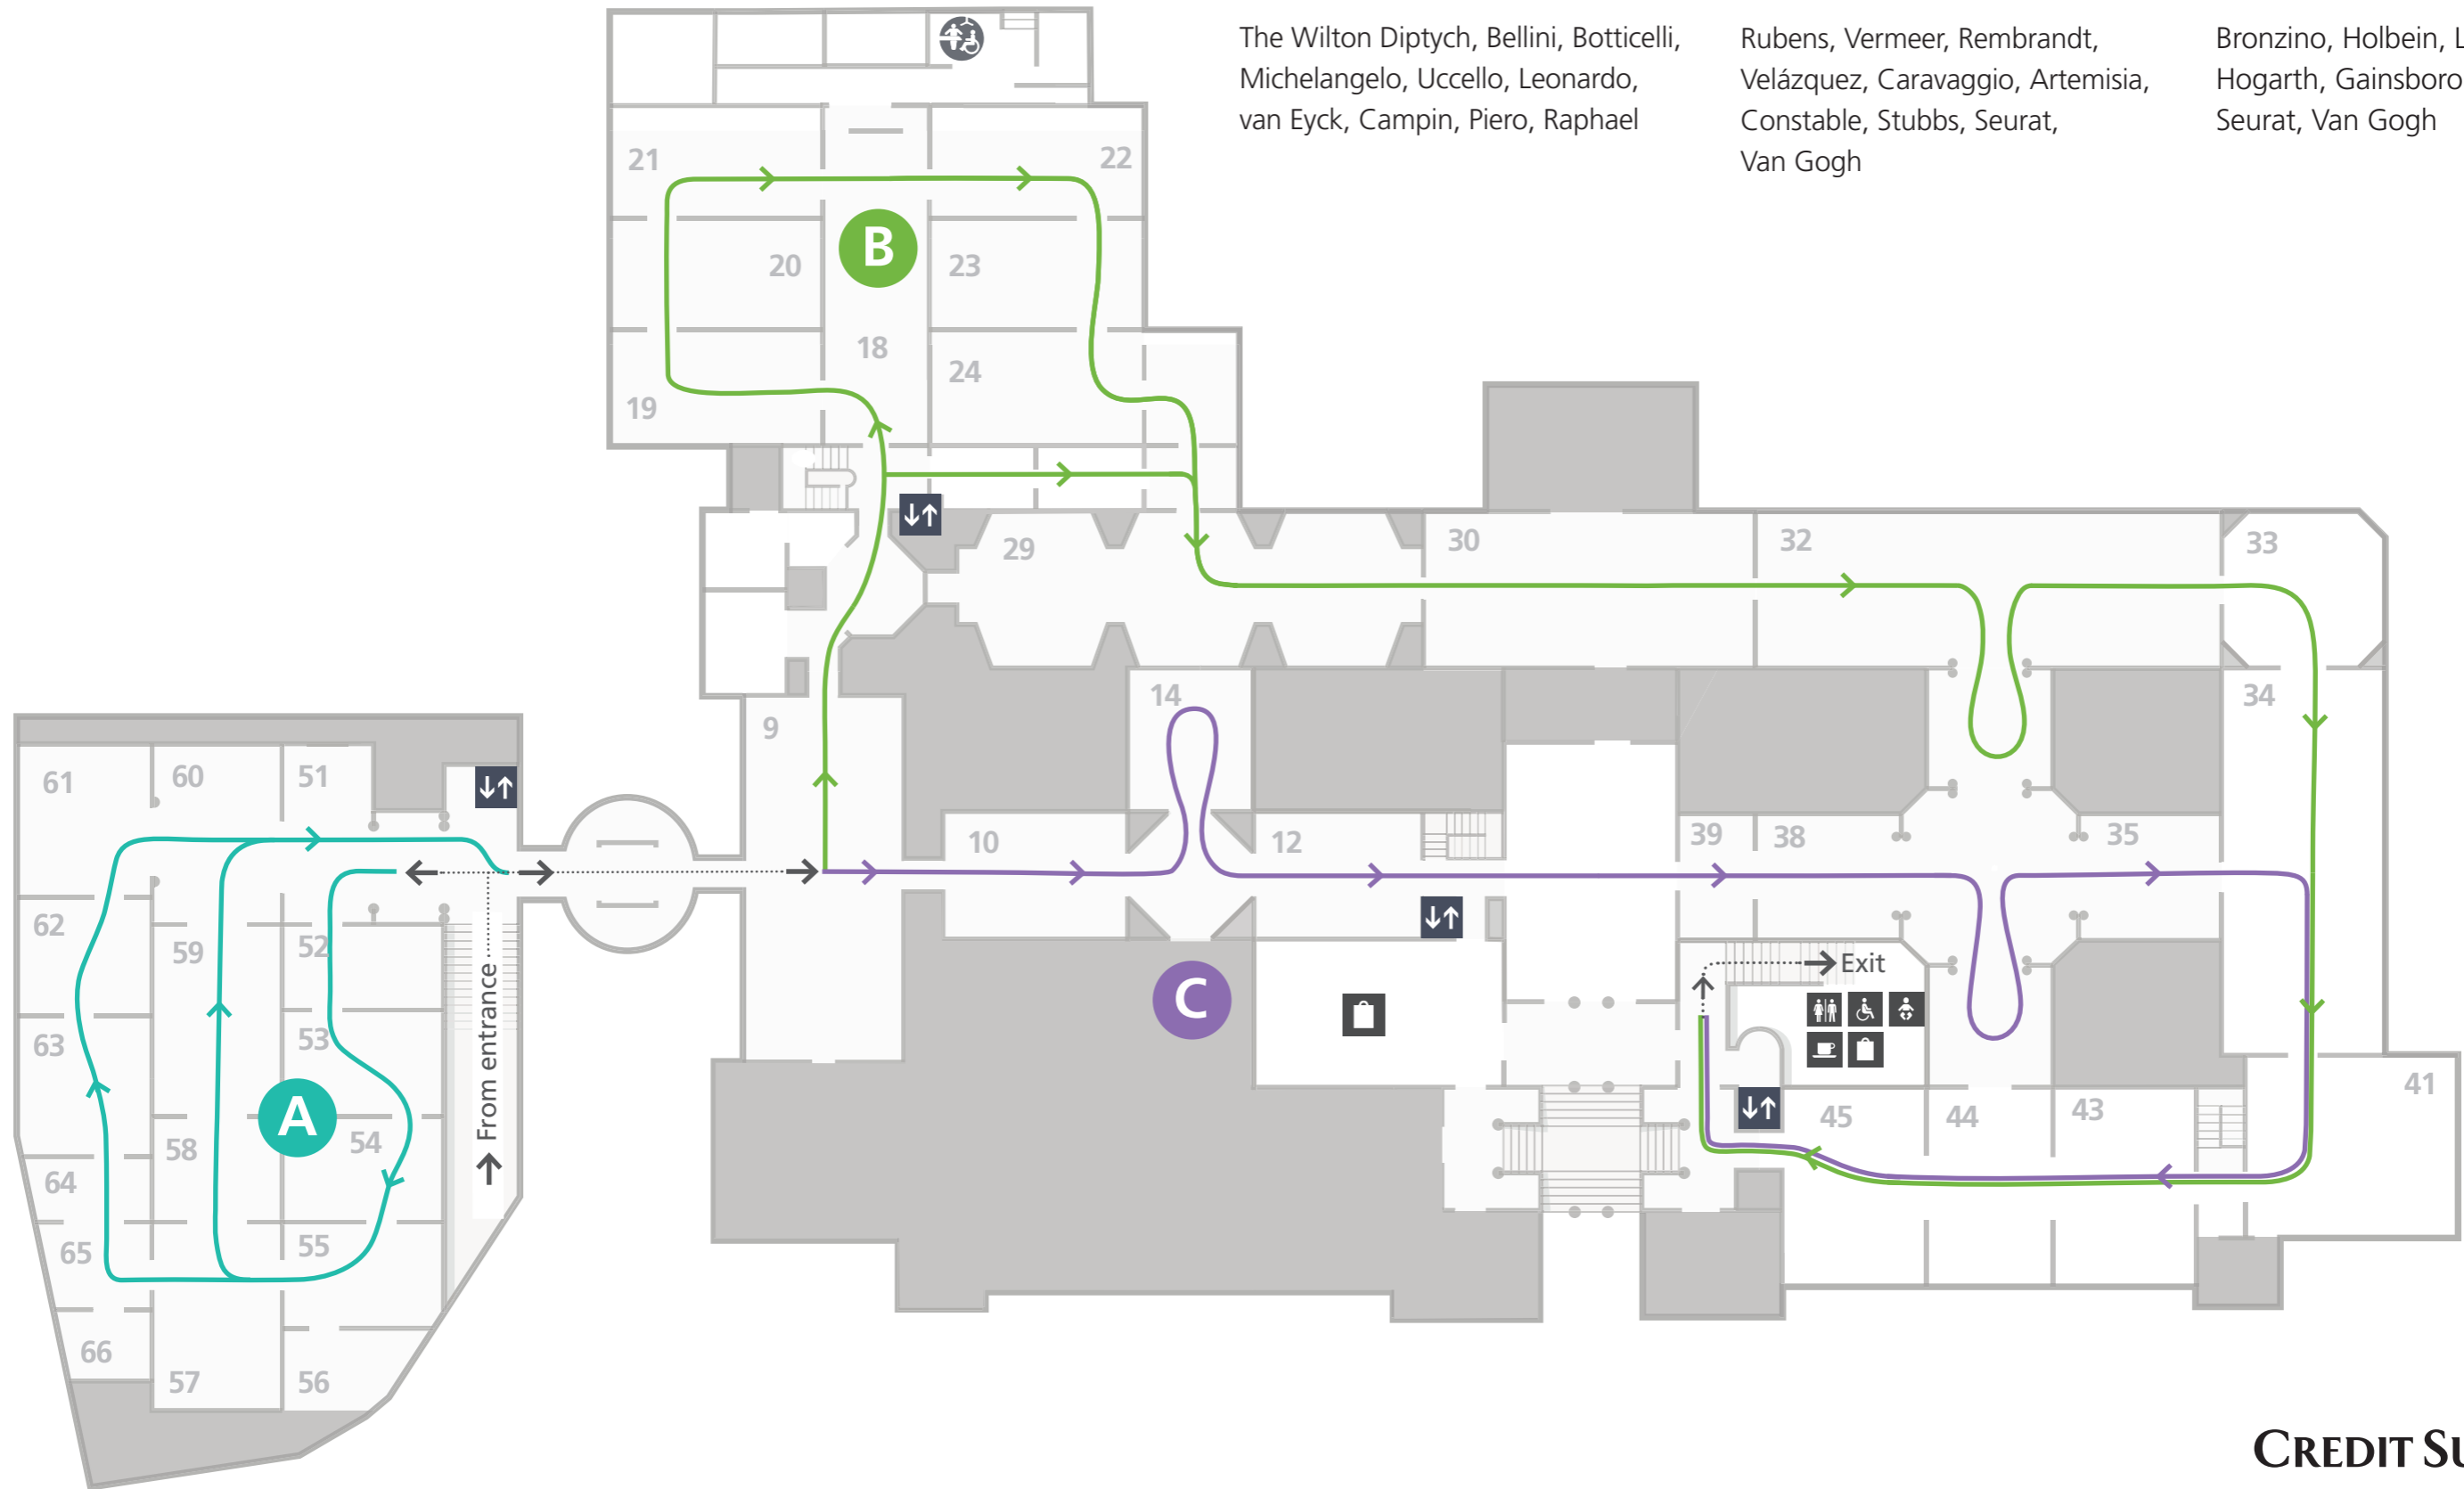 The Wilton Diptych, Bellini, Botticelli,
Michelangelo, Uccello, Leonardo,
van Eyck, Campin, Piero, Raphael
Rubens, Vermeer, Rembrandt,
Velázquez, Caravaggio, Artemisia,
Constable, Stubbs, Seurat,
Van Gogh
Bronzino, Holbein, L
Hogarth, Gainsboro
Seurat, Van Gogh
21
22
B
20
23
18
24
19
29
30
32
33
14
34
9
61
60
51
10
12
39
38
35
62
59
52
From entrance
Exit
C
63
53
41
A
58
54
45
44
43
64
65
55
66
57
56
CREDIT SU